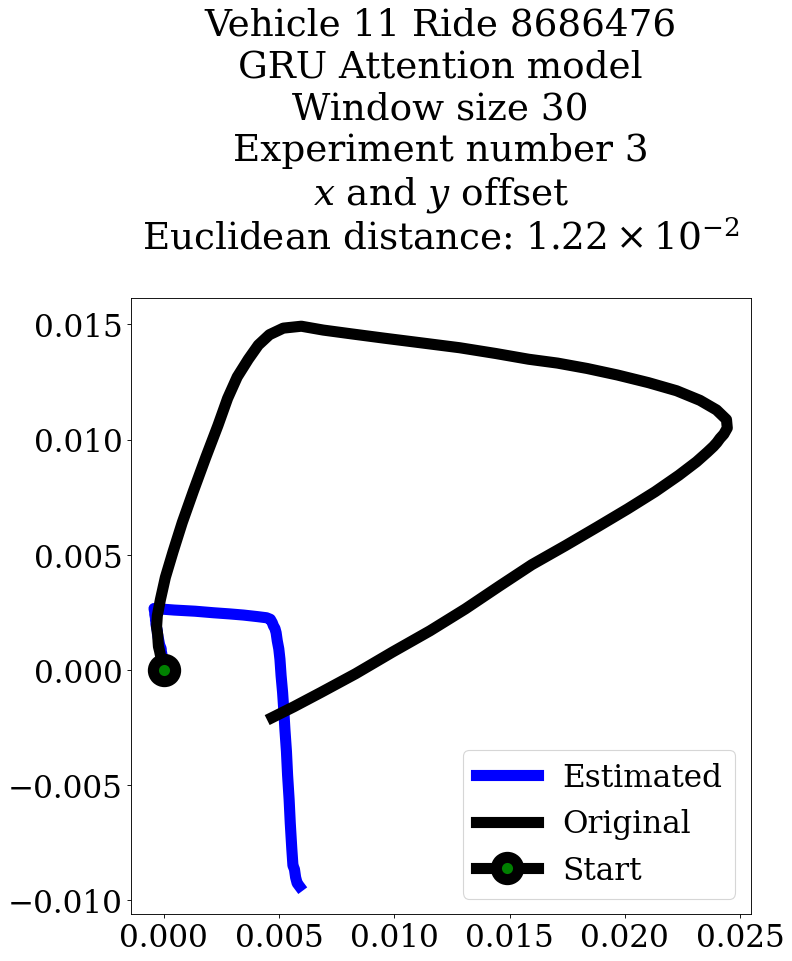 Vehicle 11 Ride 8686476
GRU Attention model
Window size 30
Experiment number 3
x and y offset
Euclidean distance: 1.22 × 10⁻²
0.015
0.010
0.005
0.000
−0.005
−0.010
Estimated
Original
Start
0.000 0.005 0.010 0.015 0.020 0.025